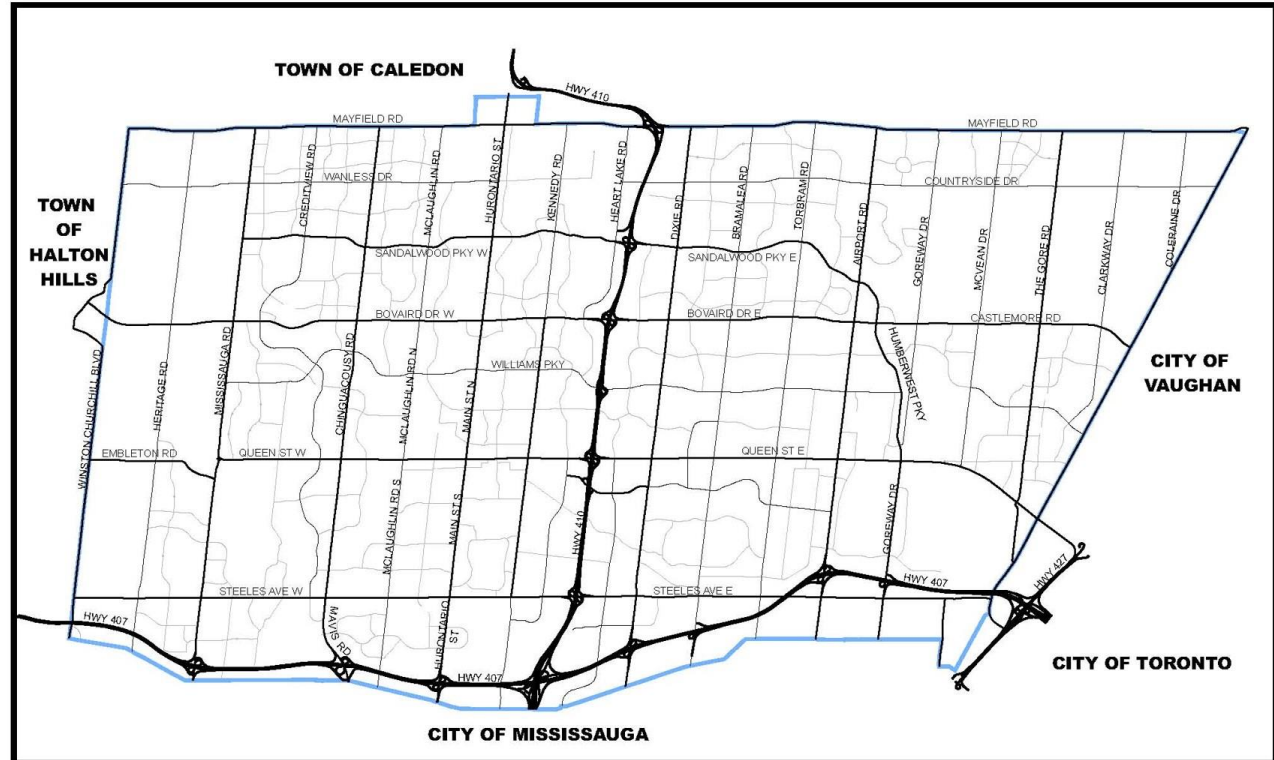 TOWN OF CALEDON
HWY 410
MAYFIELD RD
MAYFIELD RD
CREDITVIEW RD
MCLAUGHLIN RD
HURONTARIO ST
KENNEDY RD
HEART LAKE RD
DIXIE RD
BRAMALEA RD
TORBRAM RD
AIRPORT RD
GOREWAY DR
MCVEAN DR
THE GORE RD
CLARKWAY DR
COLERAINE DR
WANLESS DR
COUNTRYSIDE DR
TOWN
OF
HALTON
HILLS
SANDALWOOD PKY W
SANDALWOOD PKY E
BOVAIRD DR W
BOVAIRD DR E
CASTLEMORE RD
WINSTON CHURCHILL BLVD
HERITAGE RD
MISSISSAUGA RD
CHINGUACOUSY RD
MCLAUGHLIN RD N
MAIN ST N
WILLIAMS PKY
HUMBERWEST PKY
CITY OF
VAUGHAN
EMBLETON RD
QUEEN ST W
QUEEN ST E
MCLAUGHLIN RD S
MAIN ST S
HWY 410
GOREWAY DR
STEELES AVE W
STEELES AVE E
HWY 407
HWY 427
HWY 407
MAVIS RD
HURONTARIO
ST
HWY 407
CITY OF TORONTO
CITY OF MISSISSAUGA